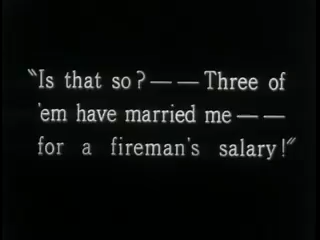 "Is that so?——Three of
'em have married me——
for a fireman's salary!"